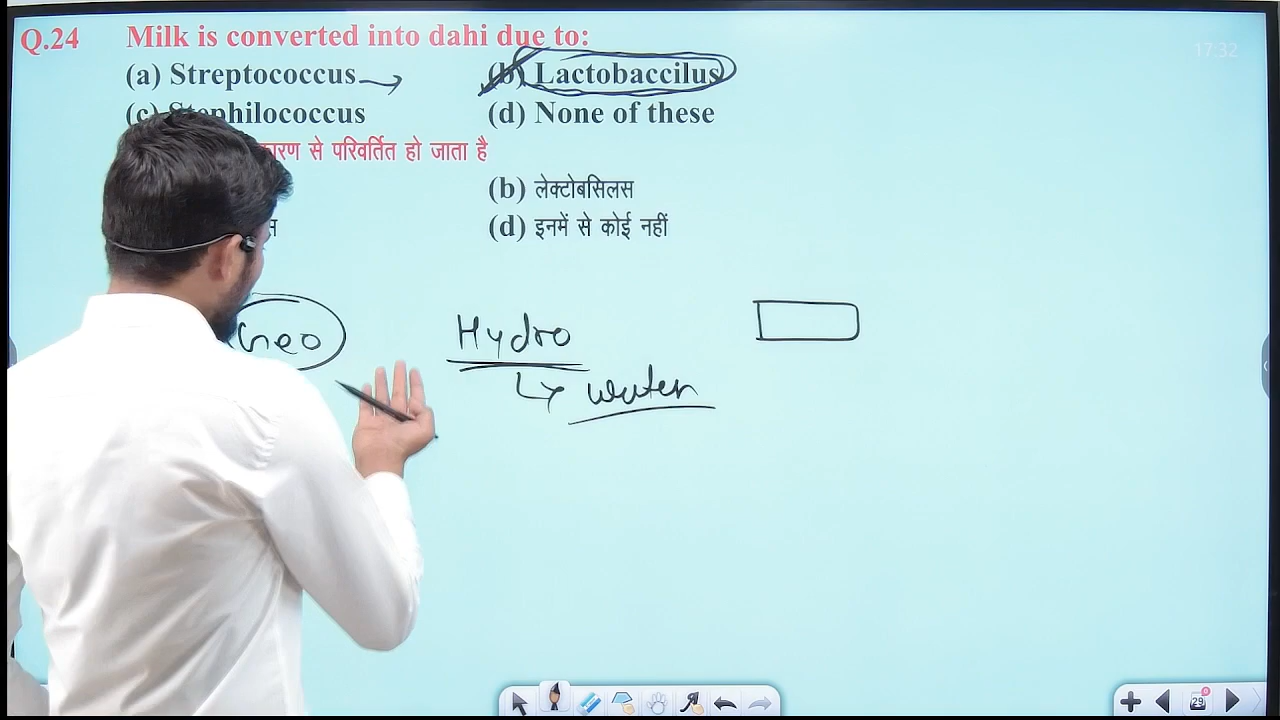 Q.24 Milk is converted into dahi due to:
17:32
(a) Streptococcus (b) Lactobaccilus
(c) Stephilococcus (d) None of these
कारण से परिवर्तित हो जाता है
(b) लेक्टोबसिलस
(d) इनमें से कोई नहीं
Geo Hydro
water
29